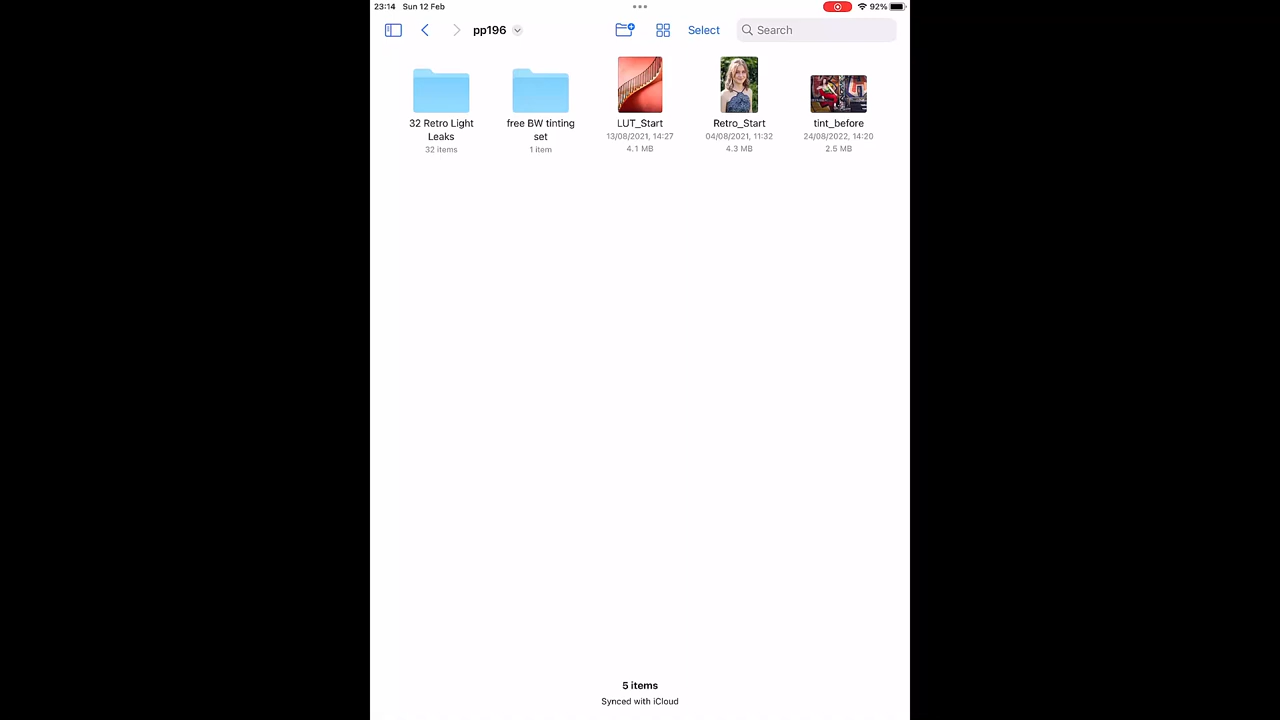 23:14 Sun 12 Feb
92%
pp196
Select
Search
32 Retro Light
Leaks
32 items
free BW tinting
set
1 item
LUT_Start
13/08/2021, 14:27
4.1 MB
Retro_Start
04/08/2021, 11:32
4.3 MB
tint_before
24/08/2022, 14:20
2.5 MB
5 items
Synced with iCloud